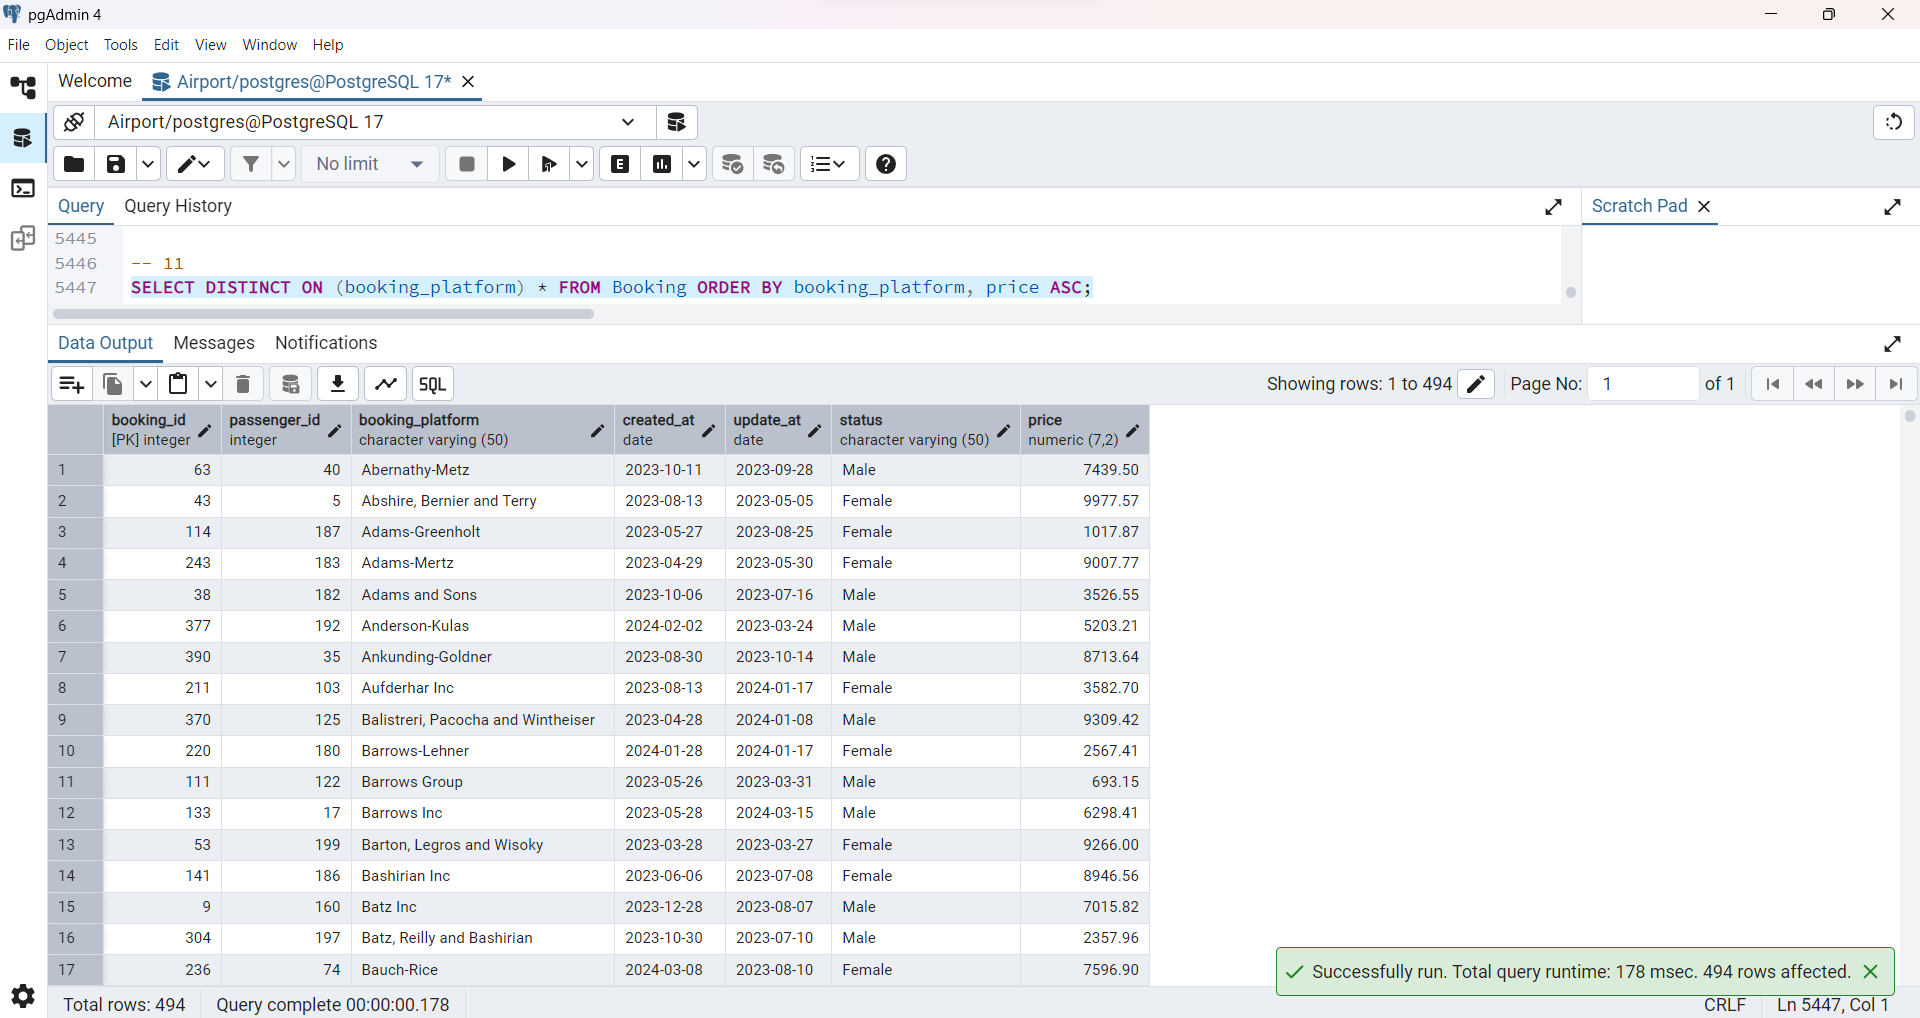 pgAdmin 4
File Object Tools Edit View Window Help
Welcome Airport/postgres@PostgreSQL 17*
Airport/postgres@PostgreSQL 17
No limit
E
Query Query History Scratch Pad
5445
5446 -- 11
5447 SELECT DISTINCT ON (booking_platform) * FROM Booking ORDER BY booking_platform, price ASC;
Data Output Messages Notifications
SQL Showing rows: 1 to 494 Page No: 1 of 1
booking_id passenger_id booking_platform created_at update_at status price
[PK] integer integer character varying (50) date date character varying (50) numeric (7,2)
1 63 40 Abernathy-Metz 2023-10-11 2023-09-28 Male 7439.50
2 43 5 Abshire, Bernier and Terry 2023-08-13 2023-05-05 Female 9977.57
3 114 187 Adams-Greenholt 2023-05-27 2023-08-25 Female 1017.87
4 243 183 Adams-Mertz 2023-04-29 2023-05-30 Female 9007.77
5 38 182 Adams and Sons 2023-10-06 2023-07-16 Male 3526.55
6 377 192 Anderson-Kulas 2024-02-02 2023-03-24 Male 5203.21
7 390 35 Ankunding-Goldner 2023-08-30 2023-10-14 Male 8713.64
8 211 103 Aufderhar Inc 2023-08-13 2024-01-17 Female 3582.70
9 370 125 Balistreri, Pacocha and Wintheiser 2023-04-28 2024-01-08 Male 9309.42
10 220 180 Barrows-Lehner 2024-01-28 2024-01-17 Female 2567.41
11 111 122 Barrows Group 2023-05-26 2023-03-31 Male 693.15
12 133 17 Barrows Inc 2023-05-28 2024-03-15 Male 6298.41
13 53 199 Barton, Legros and Wisoky 2023-03-28 2023-03-27 Female 9266.00
14 141 186 Bashirian Inc 2023-06-06 2023-07-08 Female 8946.56
15 9 160 Batz Inc 2023-12-28 2023-08-07 Male 7015.82
16 304 197 Batz, Reilly and Bashirian 2023-10-30 2023-07-10 Male 2357.96
17 236 74 Bauch-Rice 2024-03-08 2023-08-10 Female 7596.90
Successfully run. Total query runtime: 178 msec. 494 rows affected.
Total rows: 494 Query complete 00:00:00.178 CRLF Ln 5447, Col 1